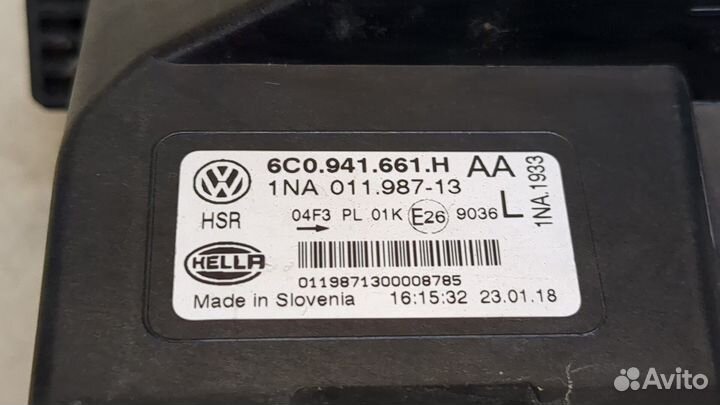 6C0.941.661.H AA
1NA 011.987-13
HSR 04F3 PL 01K E26 9036 L
1NA.1933
HELLA
0119871300008785
Made in Slovenia 16:15:32 23.01.18
Avito